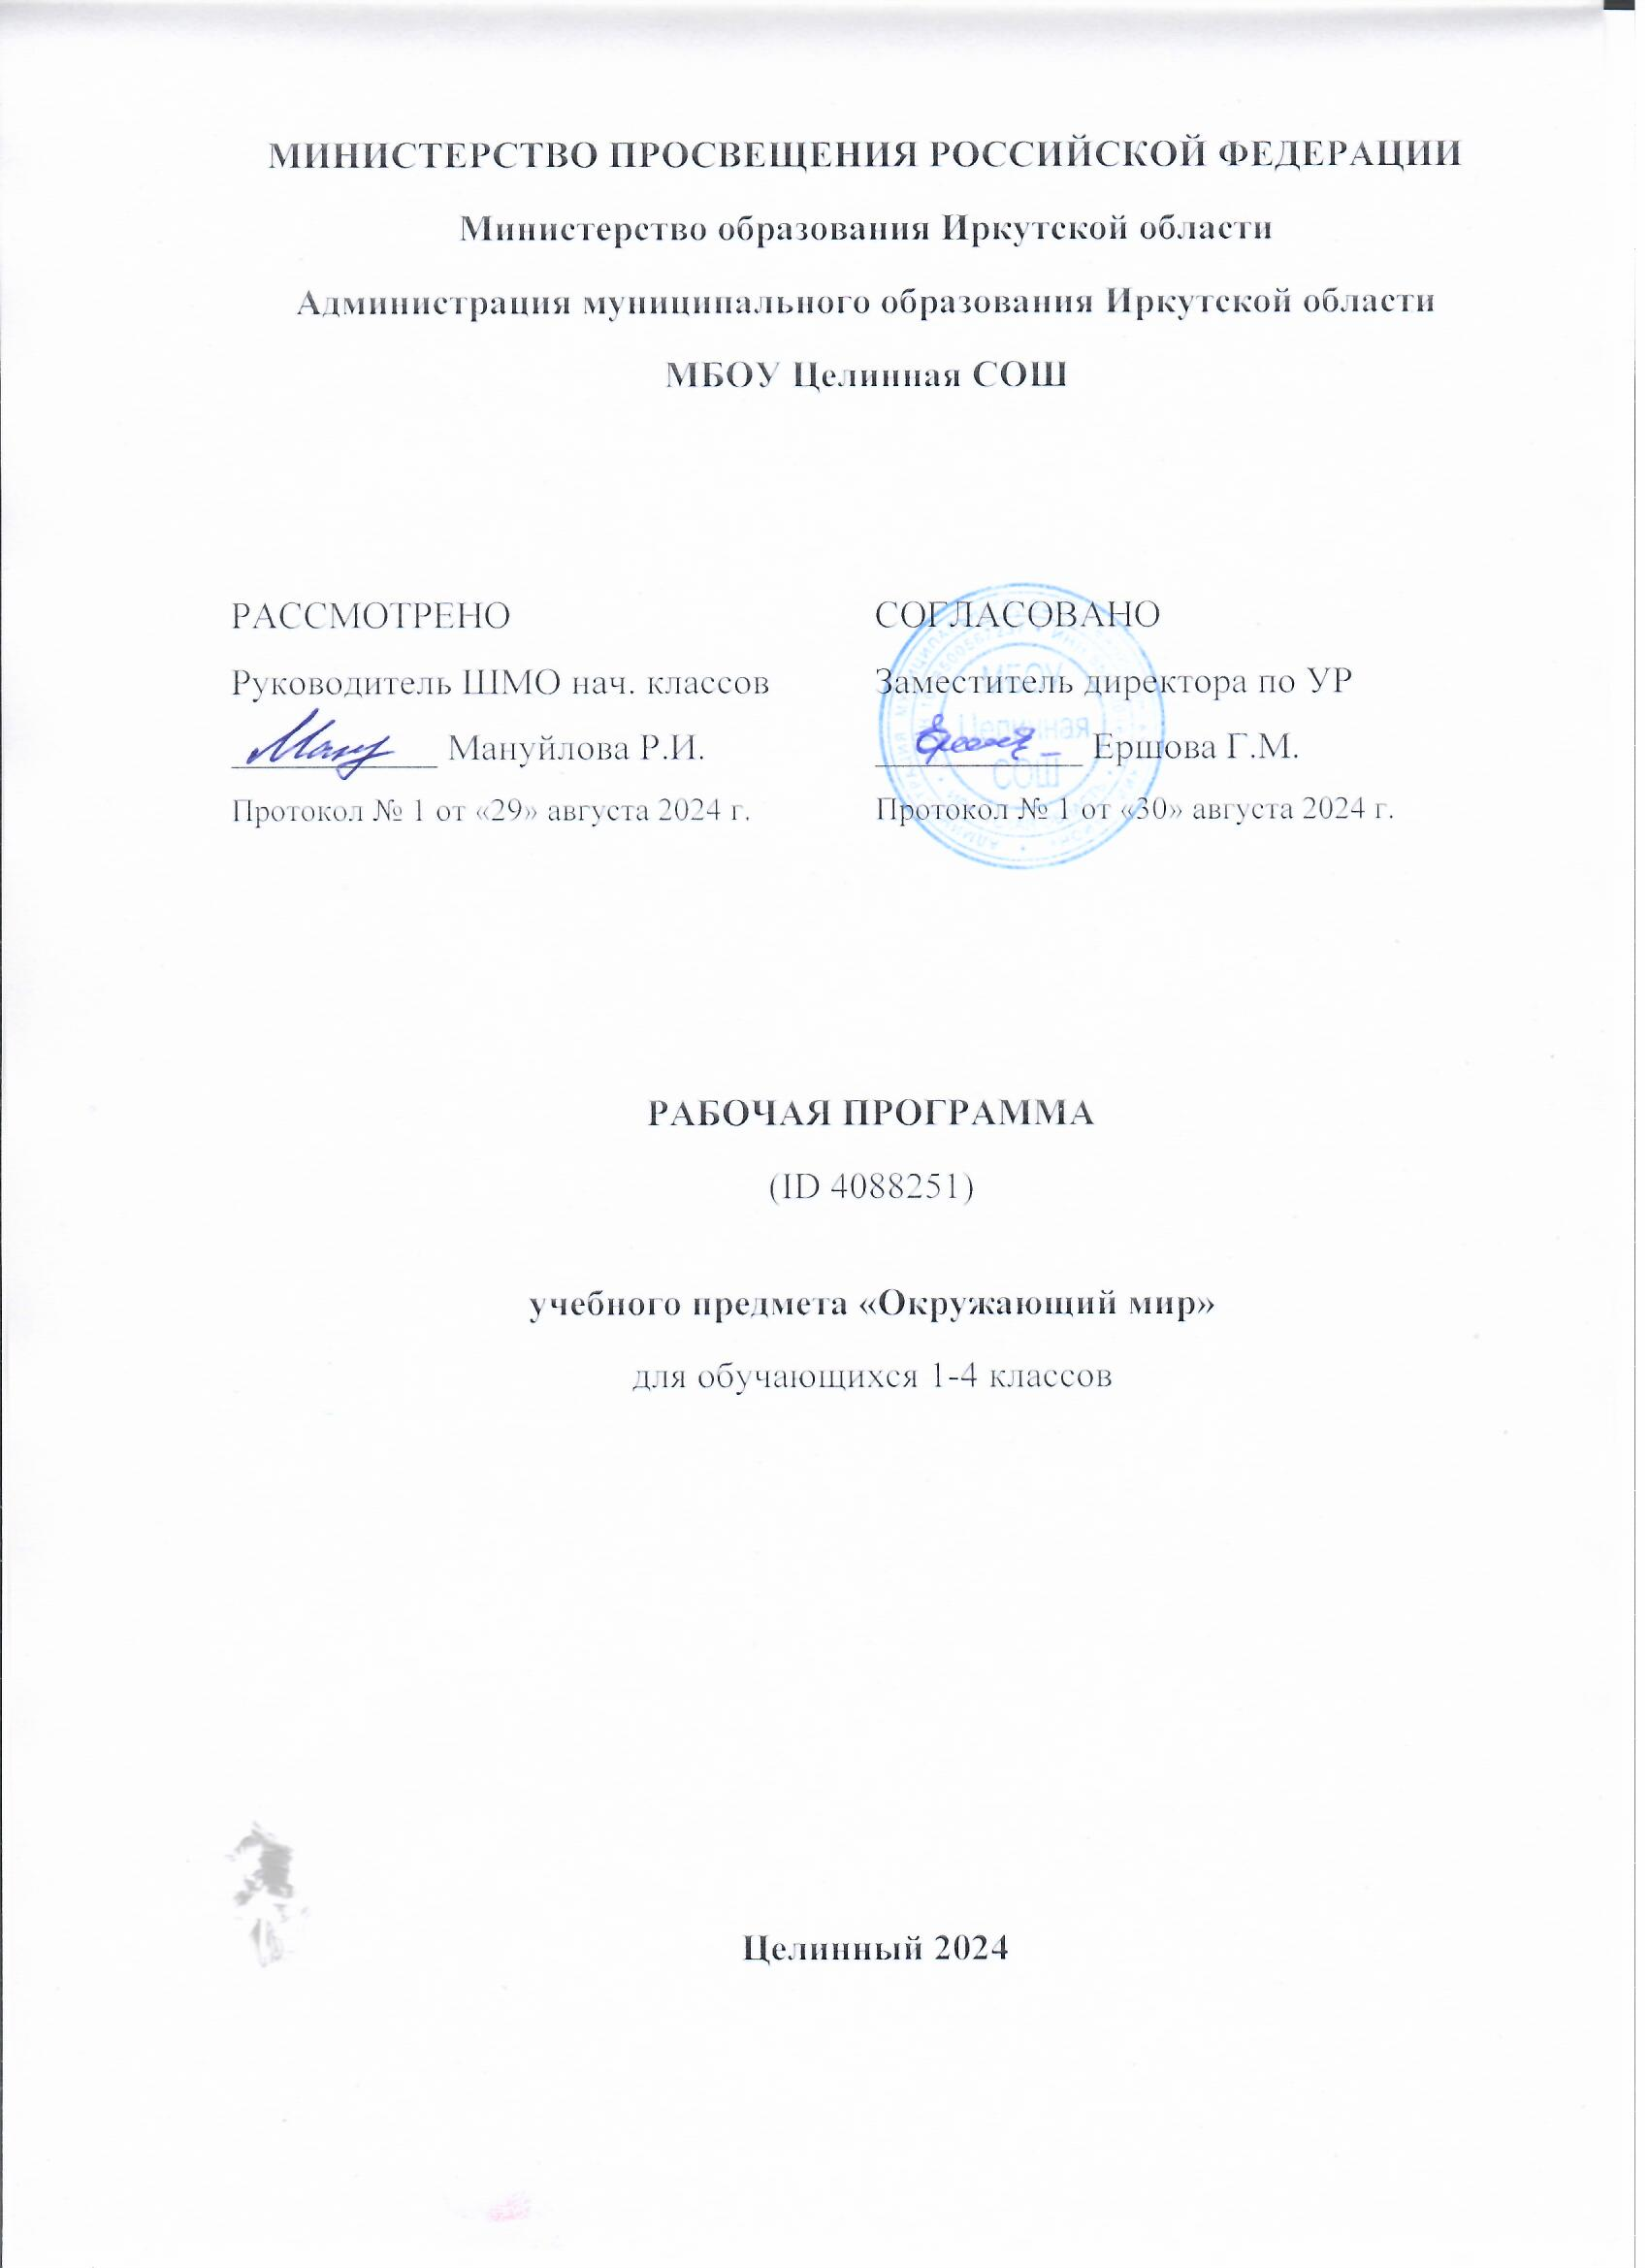 МИНИСТЕРСТВО ПРОСВЕЩЕНИЯ РОССИЙСКОЙ ФЕДЕРАЦИИ
Министерство образования Иркутской области
Администрация муниципального образования Иркутской области
МБОУ Целинная СОШ
РАССМОТРЕНО
Руководитель ШМО нач. классов
Мануйлова Р.И.
Протокол № 1 от «29» августа 2024 г.
СОГЛАСОВАНО
Заместитель директора по УР
Ершова Г.М.
Протокол № 1 от «30» августа 2024 г.
МБОУ
Целинная
СОШ
РАБОЧАЯ ПРОГРАММА
(ID 4088251)
учебного предмета «Окружающий мир»
для обучающихся 1-4 классов
Целинный 2024